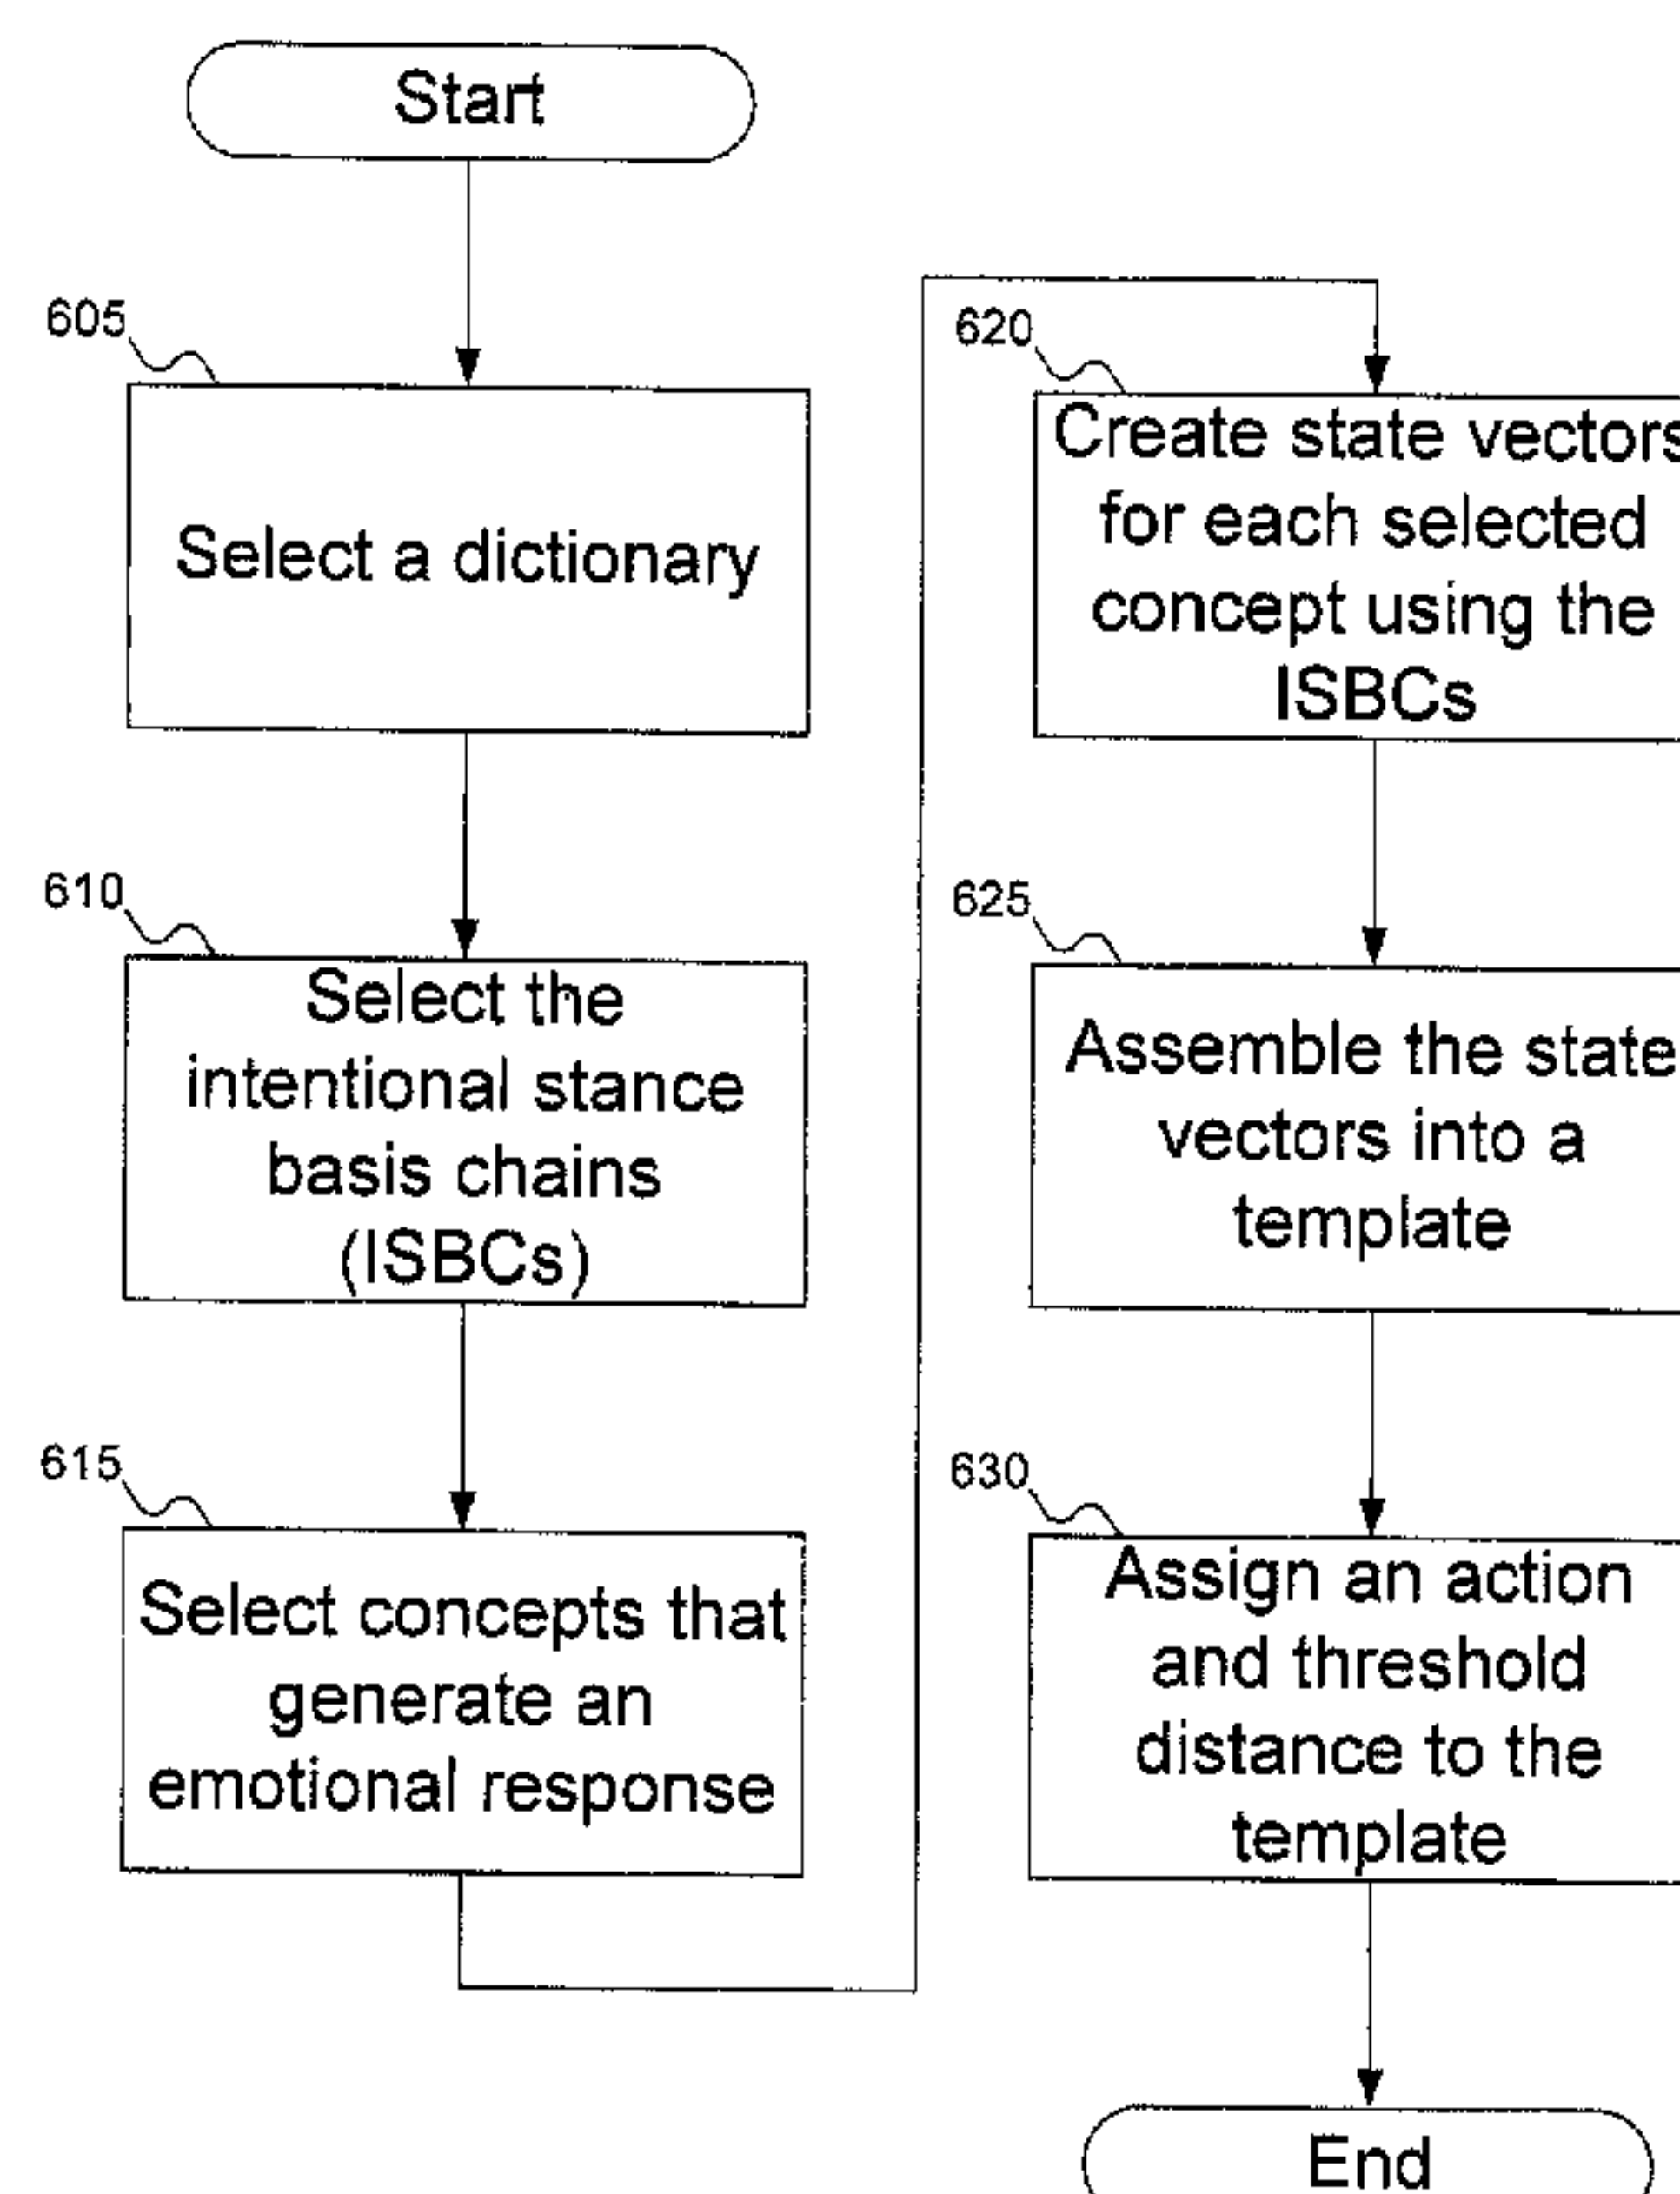 Start
605
Select a dictionary
610
Select the
intentional stance
basis chains
(ISBCs)
615
Select concepts that
generate an
emotional response
620
Create state vectors
for each selected
concept using the
ISBCs
625
Assemble the state
vectors into a
template
630
Assign an action
and threshold
distance to the
template
End